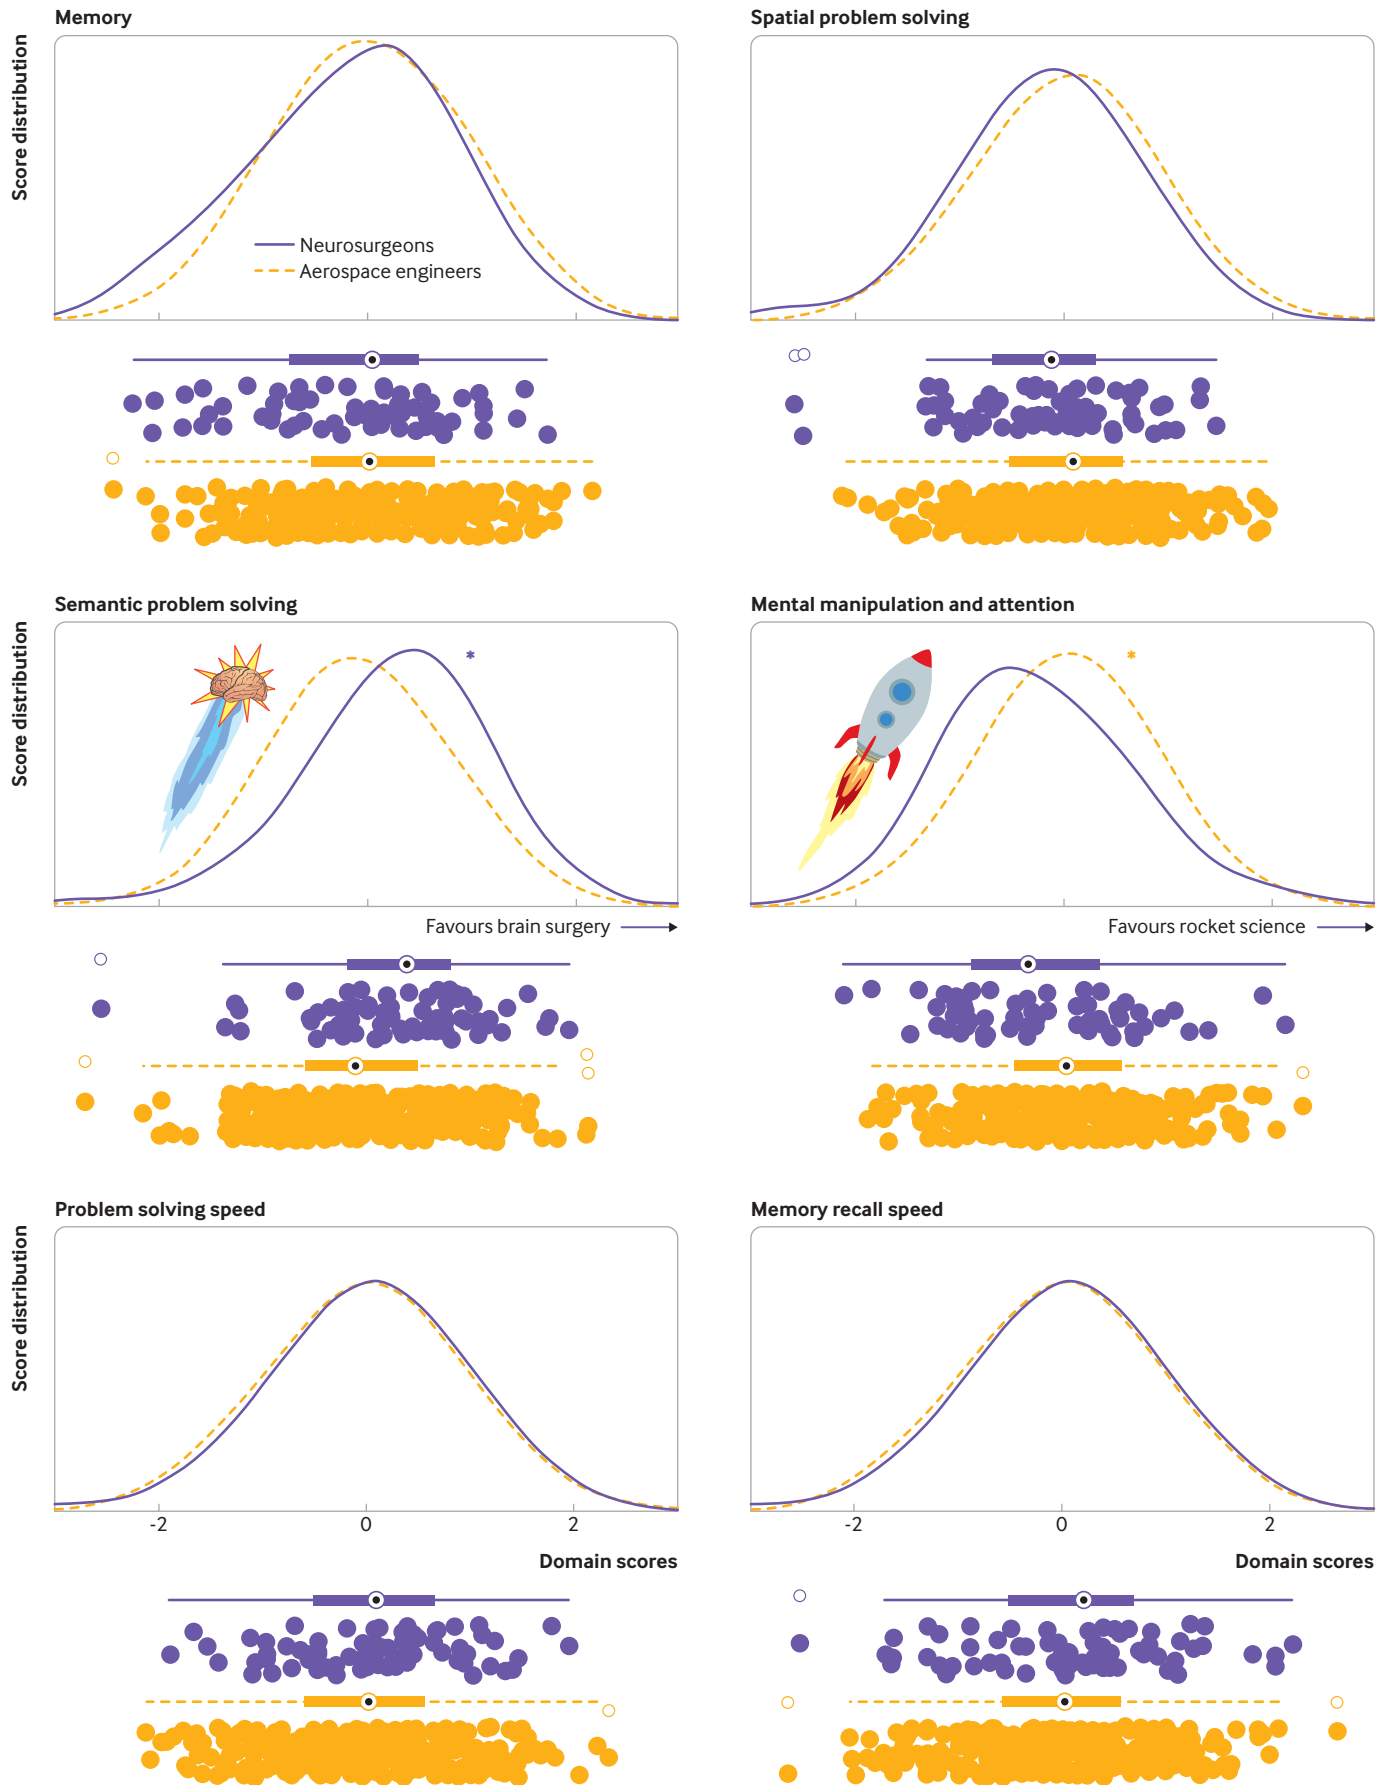 Memory
Spatial problem solving
Score distribution
Neurosurgeons
Aerospace engineers
Semantic problem solving
Mental manipulation and attention
Score distribution
*
*
Favours brain surgery
Favours rocket science
Problem solving speed
Memory recall speed
Score distribution
-2 0 2
-2 0 2
Domain scores
Domain scores